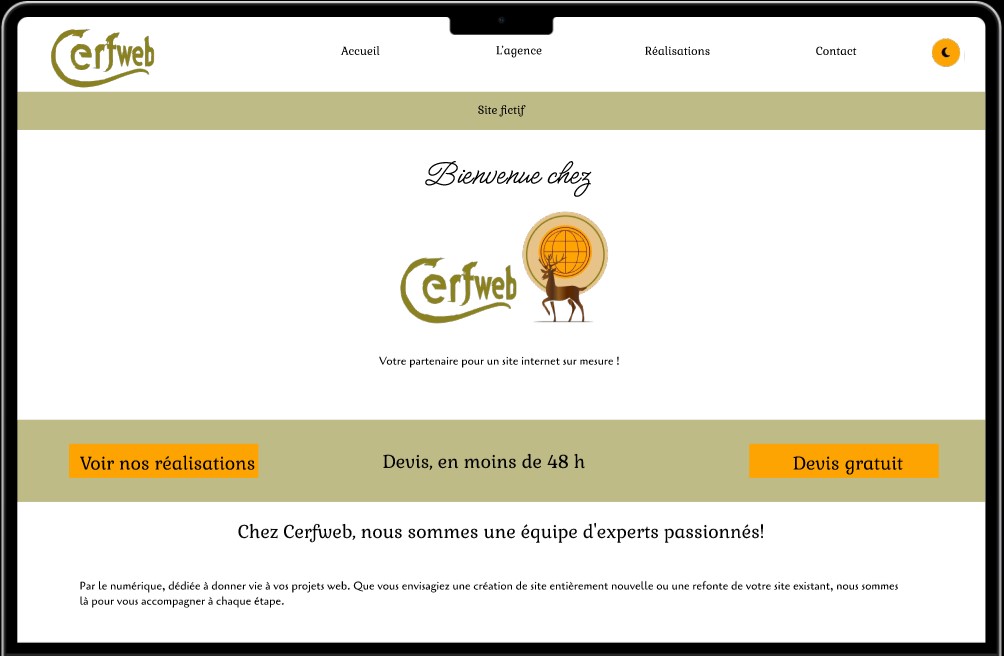 Cerfweb
Accueil
L'agence
Réalisations
Contact
Site fictif
Bienvenue chez
Cerfweb
Votre partenaire pour un site internet sur mesure !
Voir nos réalisations
Devis, en moins de 48 h
Devis gratuit
Chez Cerfweb, nous sommes une équipe d'experts passionnés!
Par le numérique, dédiée à donner vie à vos projets web. Que vous envisagiez une création de site entièrement nouvelle ou une refonte de votre site existant, nous sommes
là pour vous accompagner à chaque étape.